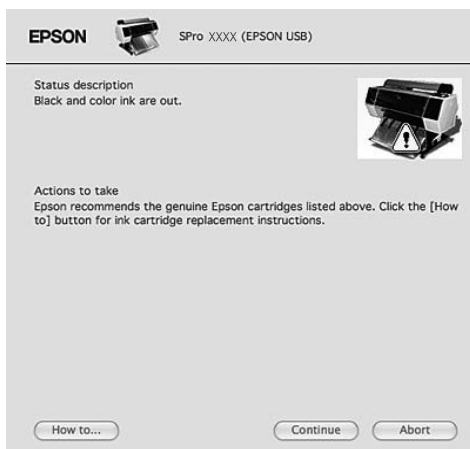 EPSON SPro XXXX (EPSON USB)
Status description
Black and color ink are out.
Actions to take
Epson recommends the genuine Epson cartridges listed above. Click the [How
to] button for ink cartridge replacement instructions.
How to... Continue Abort